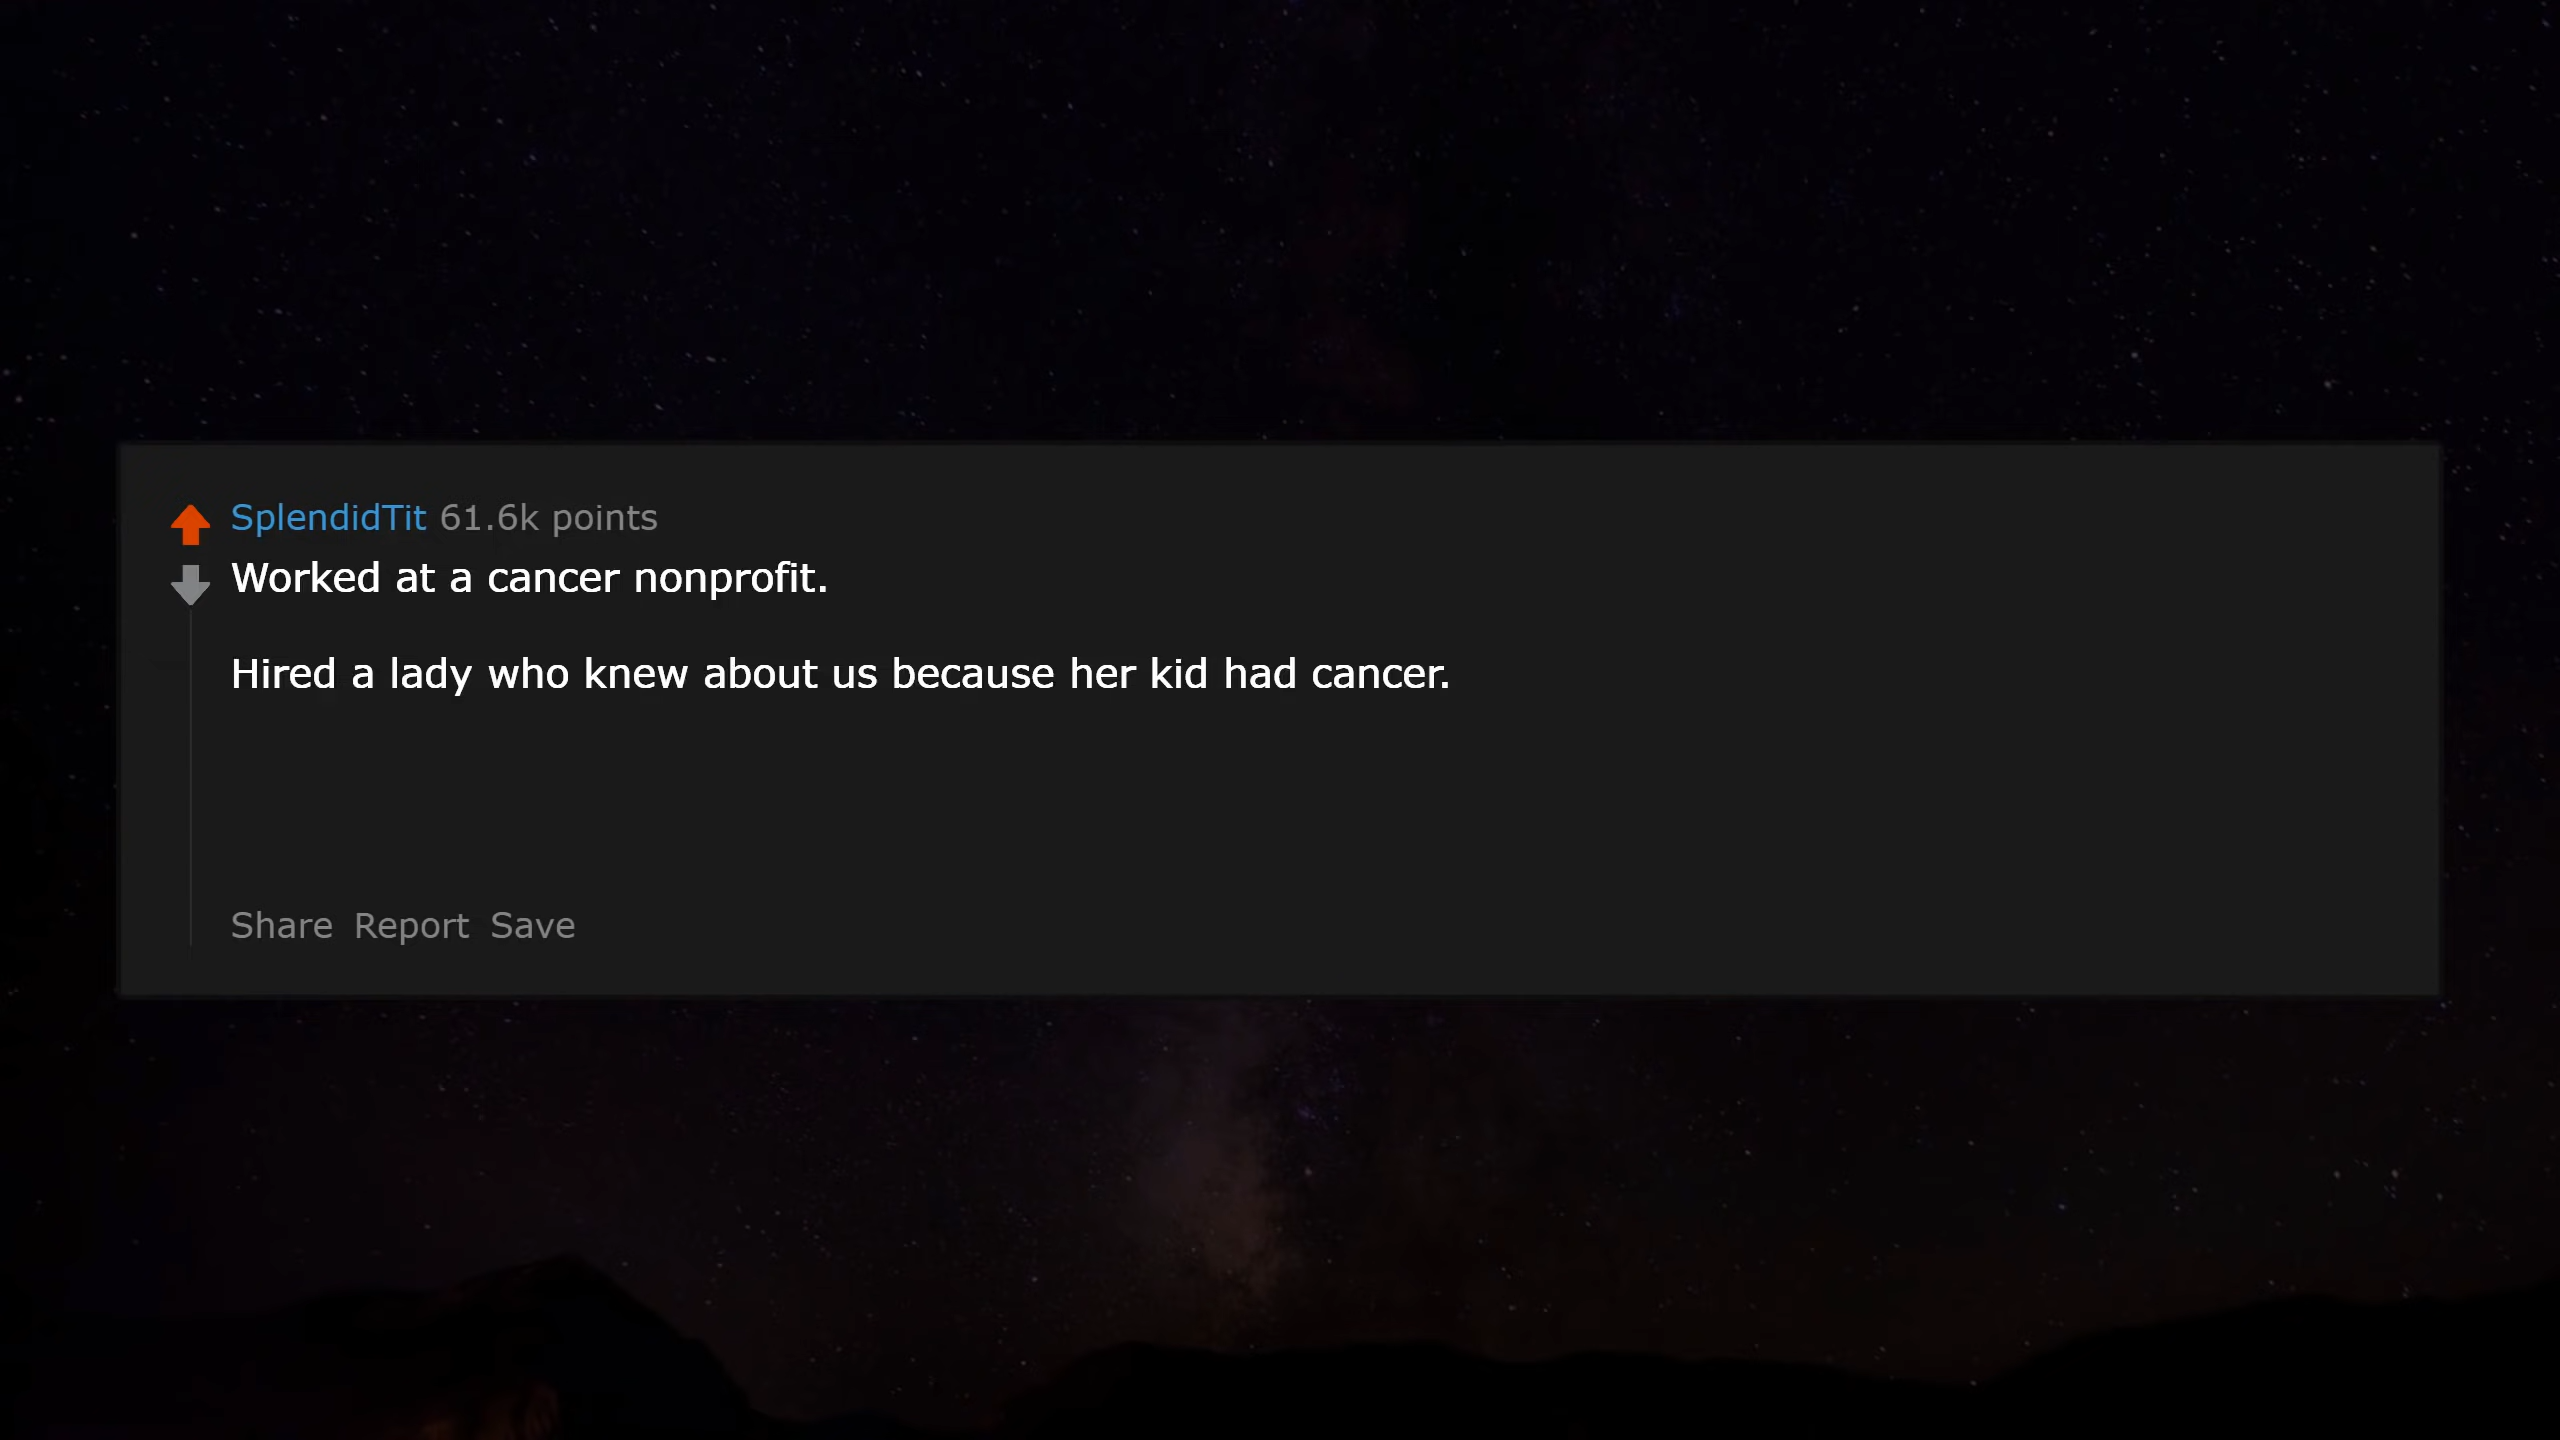 SplendidTit 61.6k points
Worked at a cancer nonprofit.
Hired a lady who knew about us because her kid had cancer.
Share Report Save